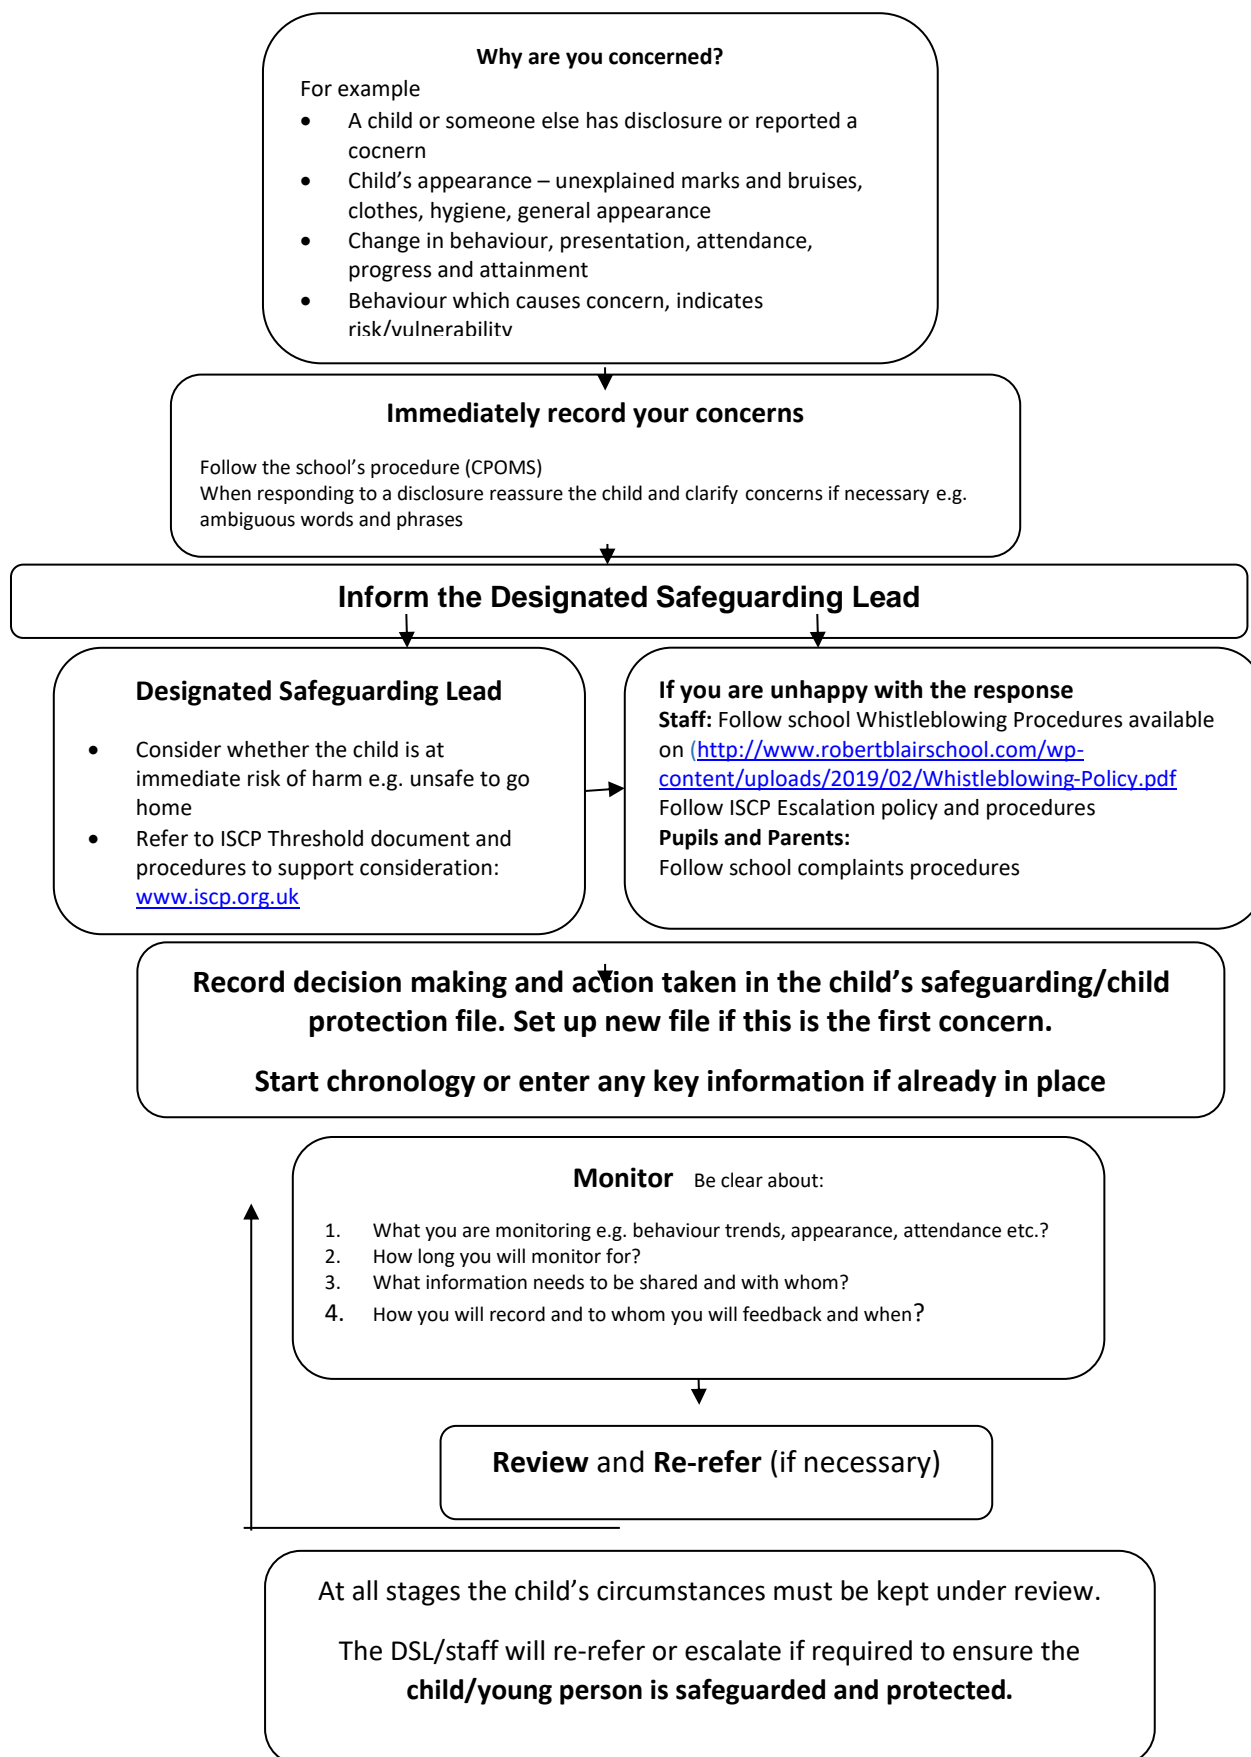 Why are you concerned?
For example
• A child or someone else has disclosure or reported a
cocnern
• Child’s appearance – unexplained marks and bruises,
clothes, hygiene, general appearance
• Change in behaviour, presentation, attendance,
progress and attainment
• Behaviour which causes concern, indicates
risk/vulnerability
Immediately record your concerns
Follow the school’s procedure (CPOMS)
When responding to a disclosure reassure the child and clarify concerns if necessary e.g.
ambiguous words and phrases
Inform the Designated Safeguarding Lead
Designated Safeguarding Lead
• Consider whether the child is at
immediate risk of harm e.g. unsafe to go
home
• Refer to ISCP Threshold document and
procedures to support consideration:
www.iscp.org.uk
If you are unhappy with the response
Staff: Follow school Whistleblowing Procedures available
on (http://www.robertblairschool.com/wp-
content/uploads/2019/02/Whistleblowing-Policy.pdf
Follow ISCP Escalation policy and procedures
Pupils and Parents:
Follow school complaints procedures
Record decision making and action taken in the child’s safeguarding/child
protection file. Set up new file if this is the first concern.
Start chronology or enter any key information if already in place
Monitor Be clear about:
1. What you are monitoring e.g. behaviour trends, appearance, attendance etc.?
2. How long you will monitor for?
3. What information needs to be shared and with whom?
4. How you will record and to whom you will feedback and when?
Review and Re-refer (if necessary)
At all stages the child’s circumstances must be kept under review.
The DSL/staff will re-refer or escalate if required to ensure the
child/young person is safeguarded and protected.